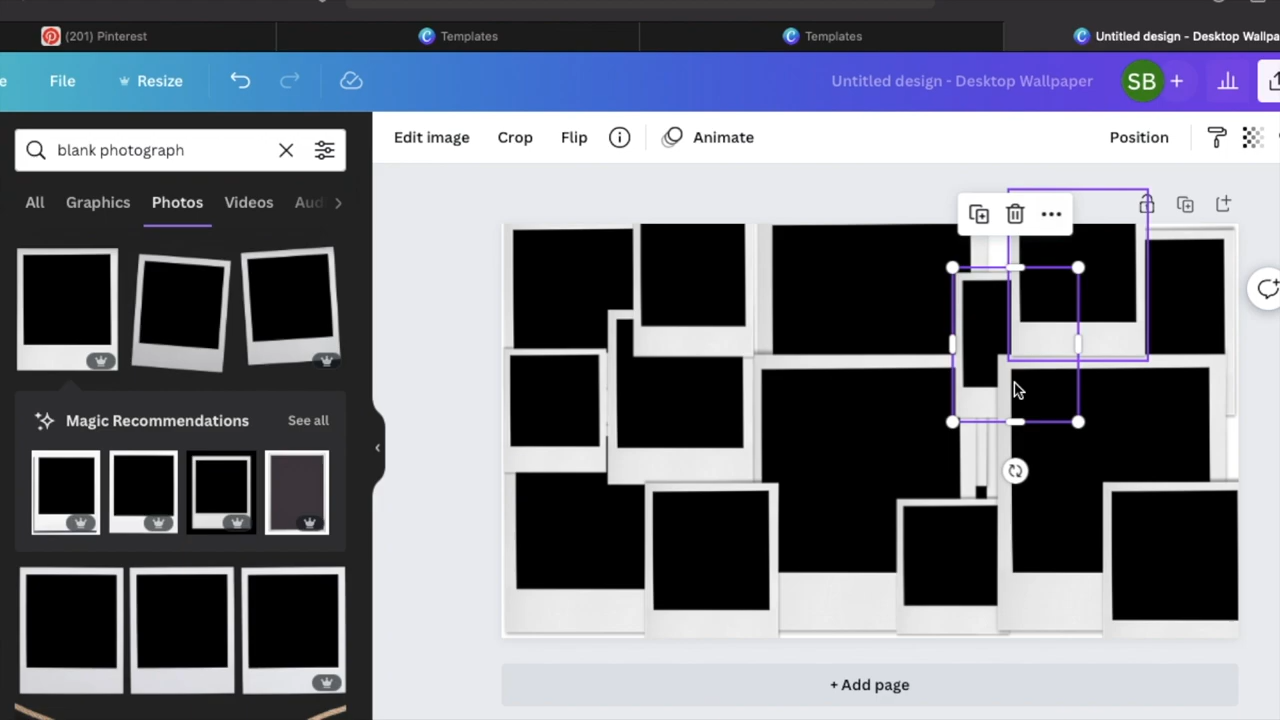 (201) Pinterest
Templates
Templates
Untitled design - Desktop Wallpa
e
File
Resize
Untitled design - Desktop Wallpaper
SB
+
blank photograph
Edit image
Crop
Flip
Animate
Position
All
Graphics
Photos
Videos
Aud
Magic Recommendations
See all
+ Add page